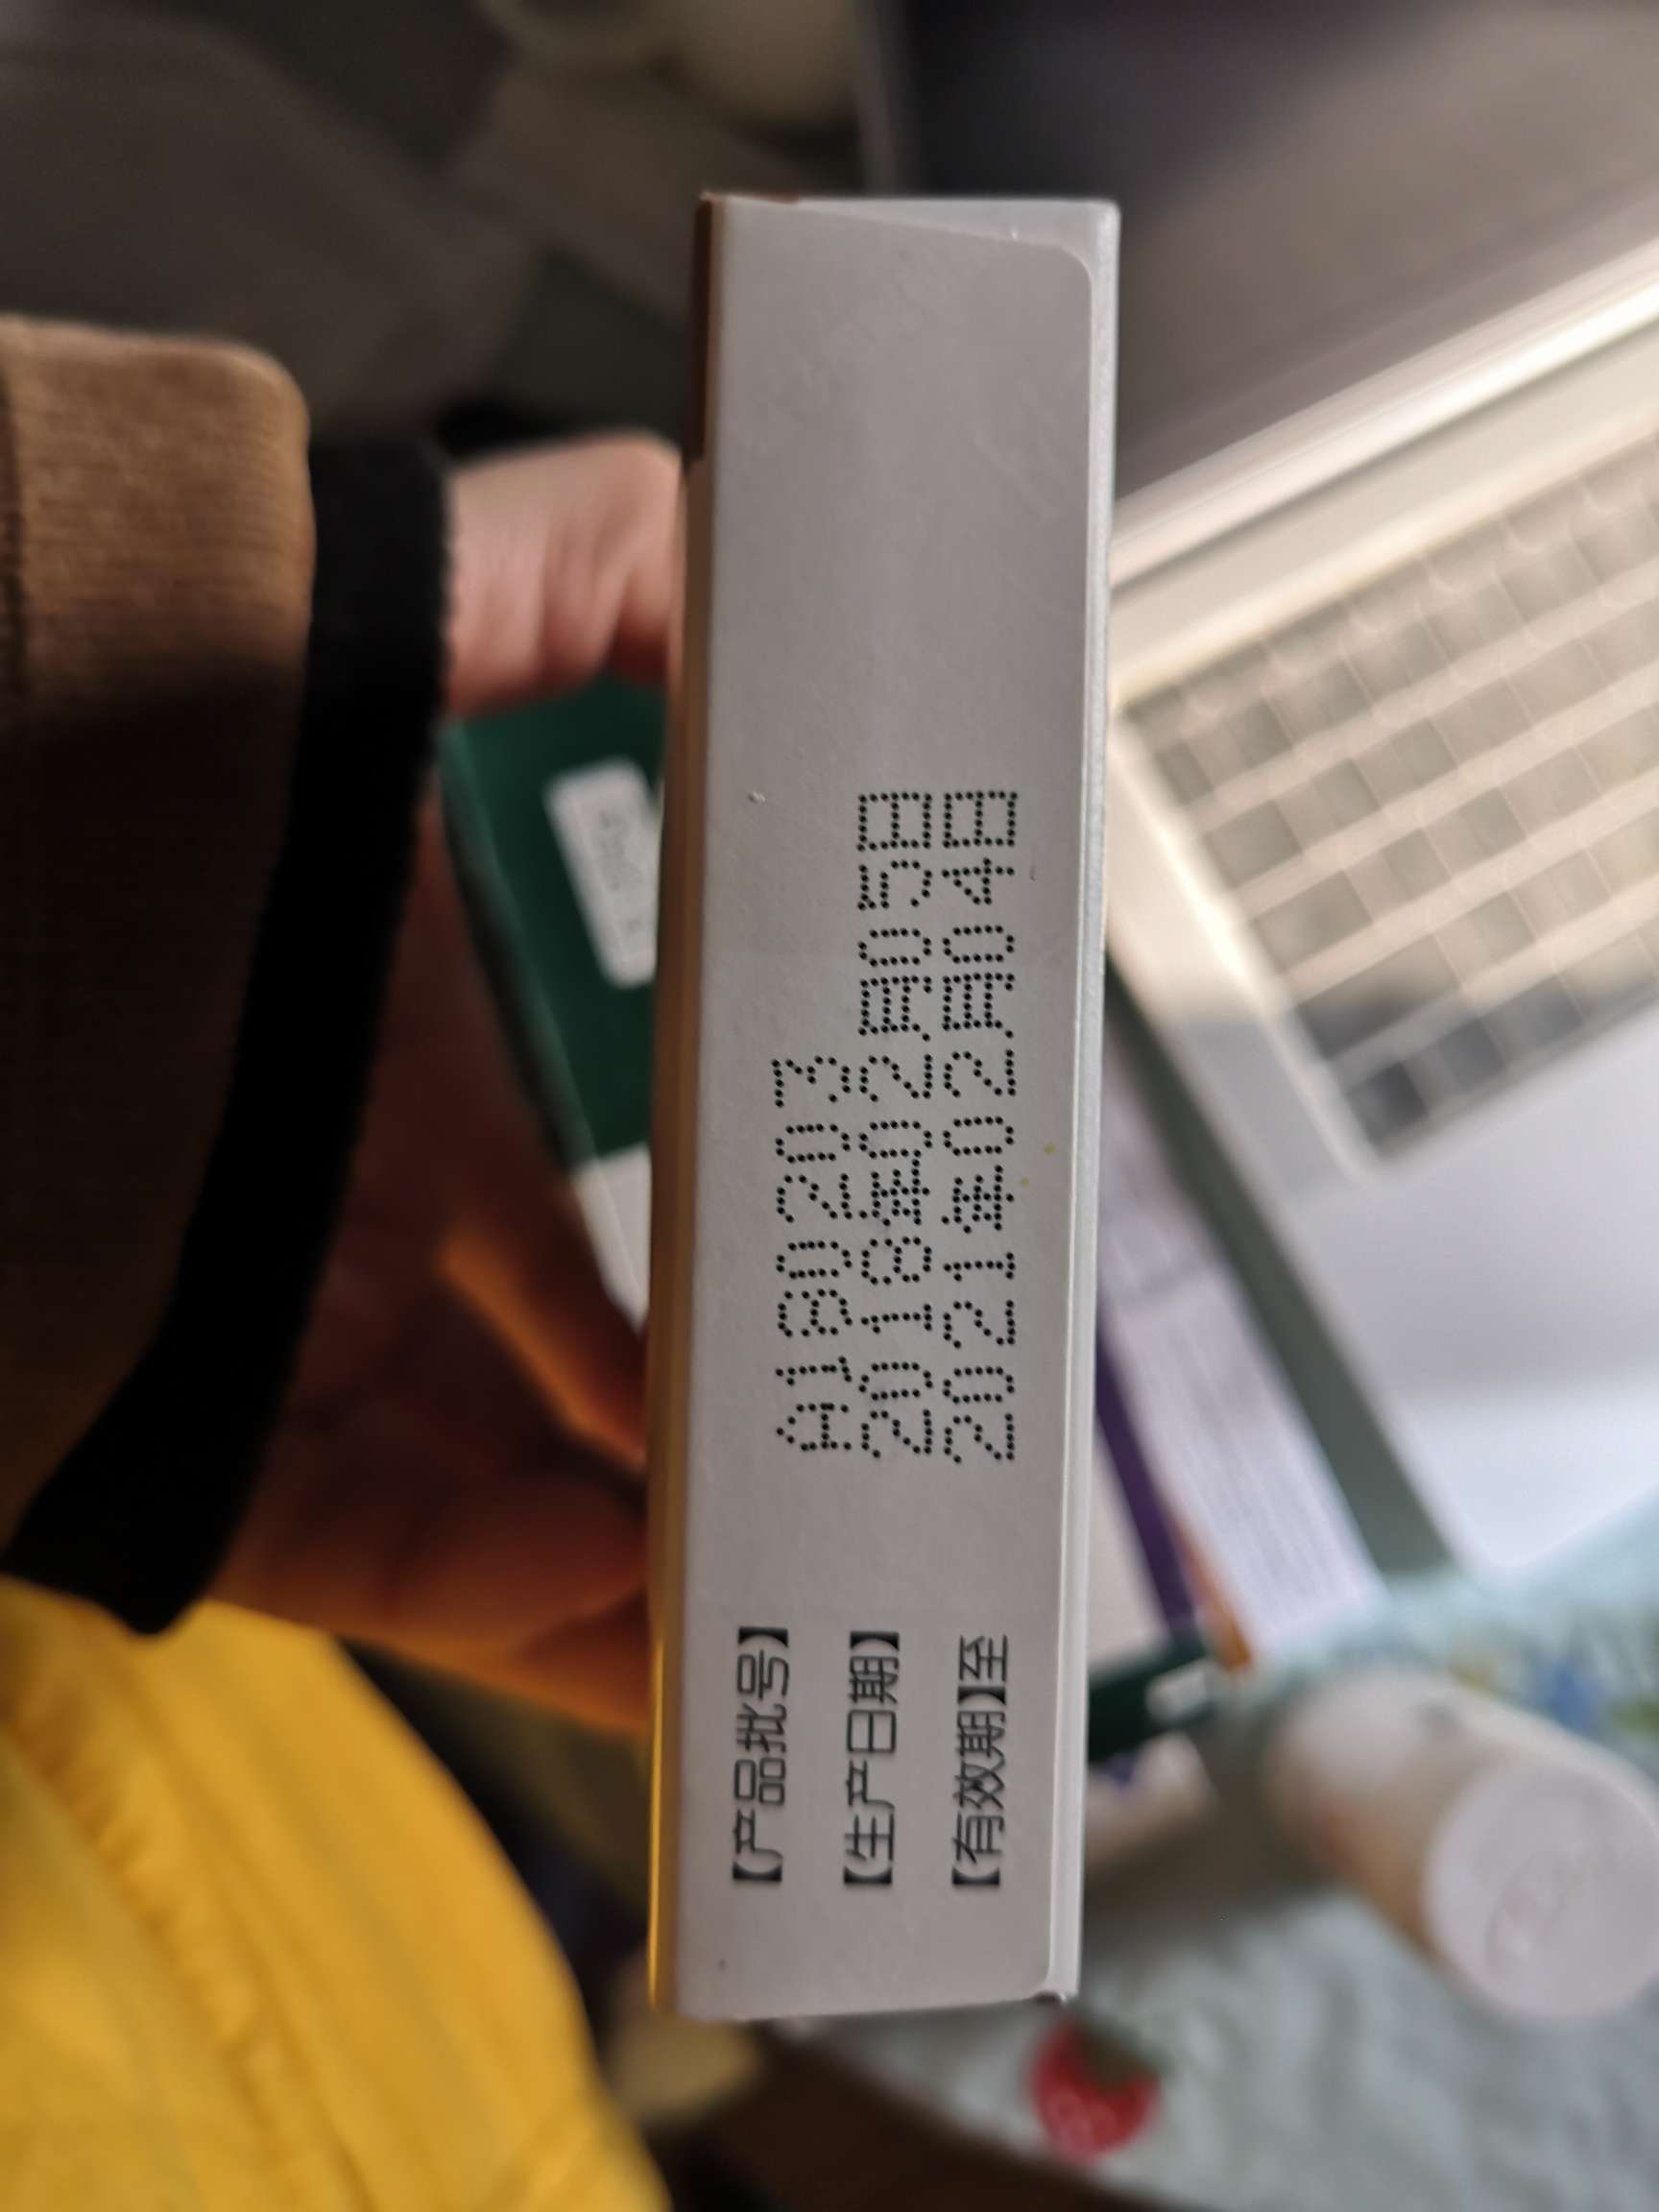 【产品批号】 A180203
【生产日期】 2018年02月05日
【有效期】至 2021年02月04日